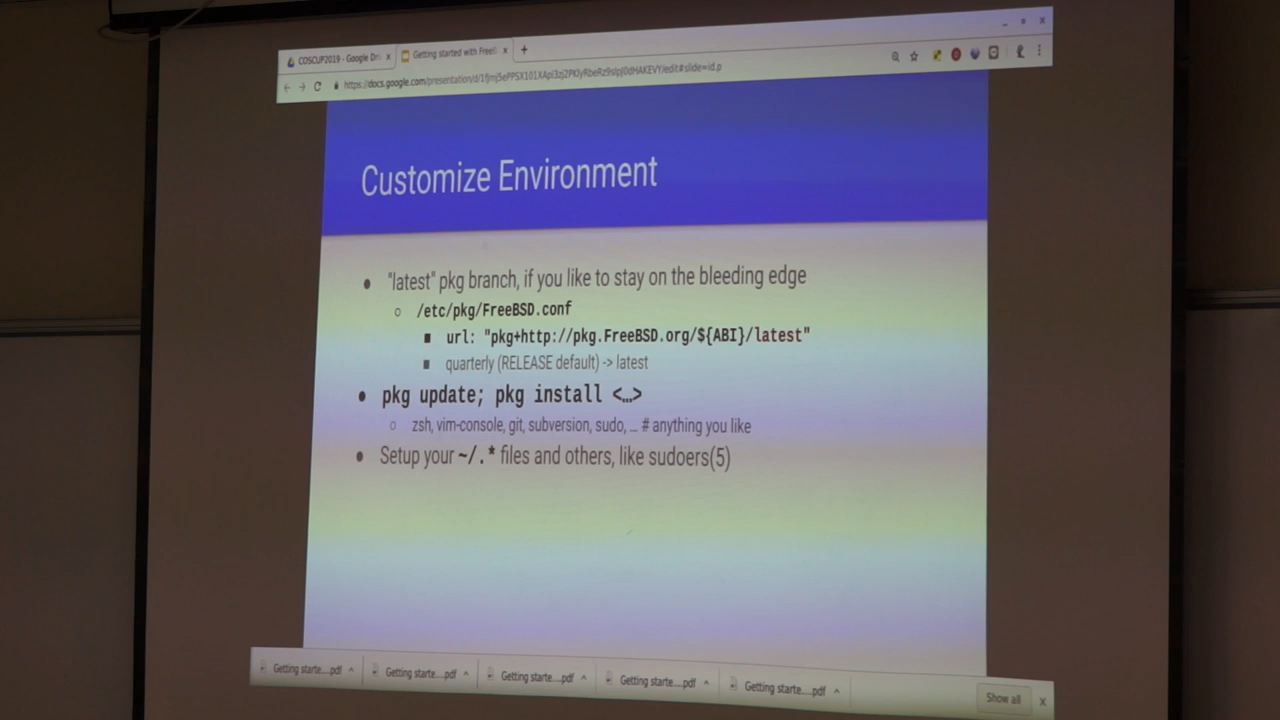 COSCUP2019 - Google Dri
Getting started with FreeB
https://docs.google.com/presentation/d/
Customize Environment
"latest" pkg branch, if you like to stay on the bleeding edge
/etc/pkg/FreeBSD.conf
url: "pkg+http://pkg.FreeBSD.org/${ABI}/latest"
quarterly (RELEASE default) -> latest
pkg update; pkg install <…>
zsh, vim-console, git, subversion, sudo, … # anything you like
Setup your ~/.* files and others, like sudoers(5)
Getting starte....pdf
Getting starte....pdf
Getting starte....pdf
Getting starte....pdf
Getting starte....pdf
Show all